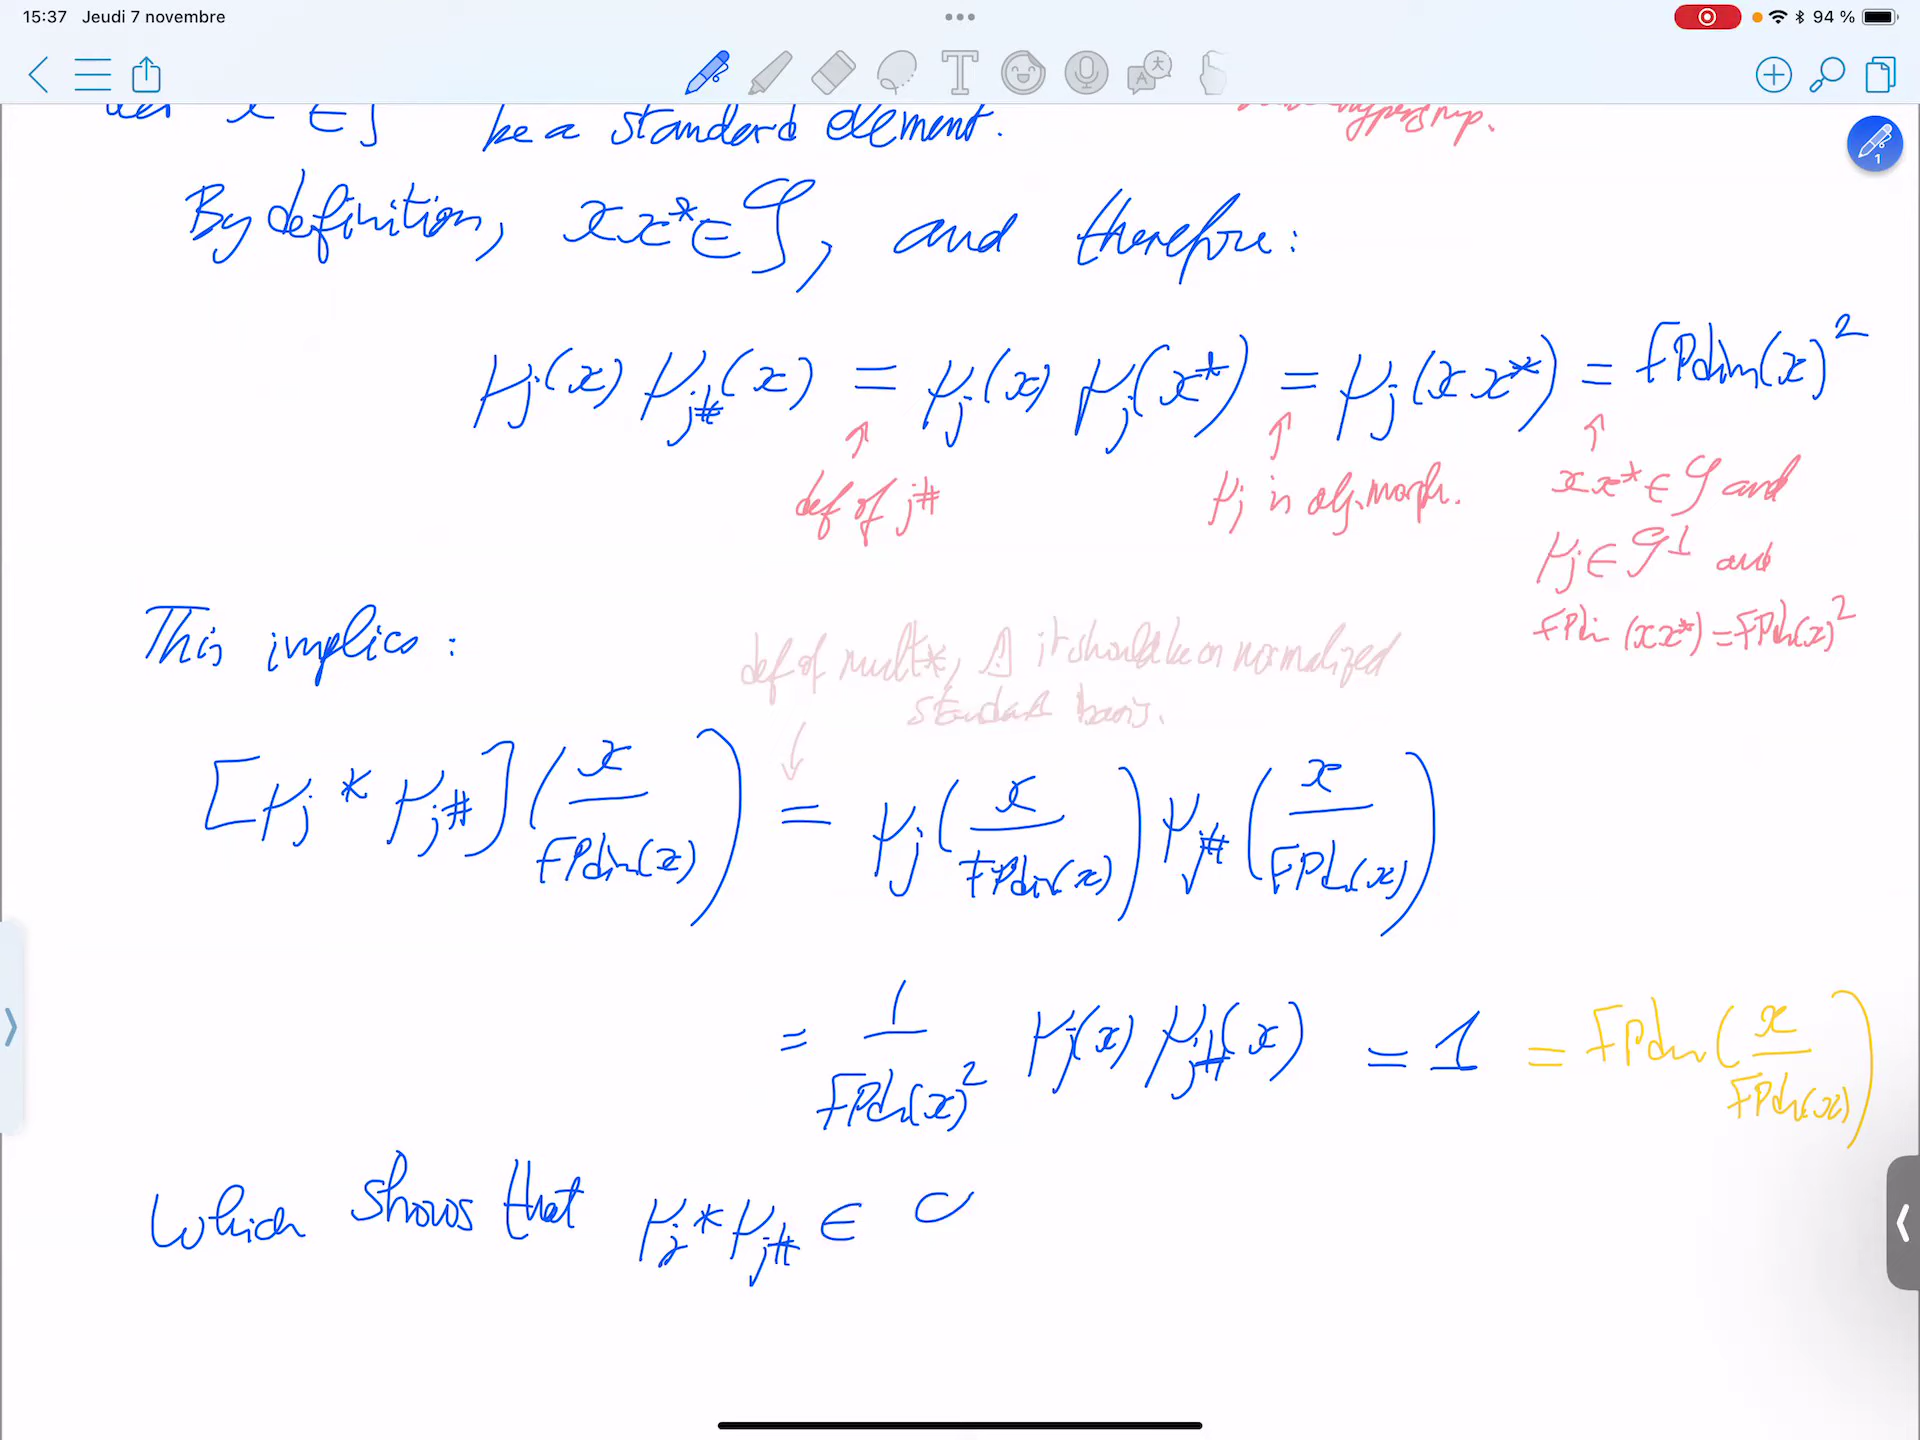 15:37 Jeudi 7 novembre
94 %
be a standard element.
By definition, xx* ∈ 𝒮, and therefore:
μj(x) μj#(x) = μj(x) μj(x*) = μj(xx*) = FPdim(x)²
def of j#
μj is alg. morph.
xx* ∈ 𝒮 and
μj ∈ 𝒮⊥ and
FPdim(xx*) = FPdim(x)²
This implies:
def of mult *, ⚠ it should be on normalized
standard basis.
[μj * μj#](x/FPdim(x)) = μj(x/FPdim(x)) μj#(x/FPdim(x))
= 1/FPdim(x)² μj(x) μj#(x) = 1 = FPdim(x/FPdim(x))
Which shows that μj * μj# ∈